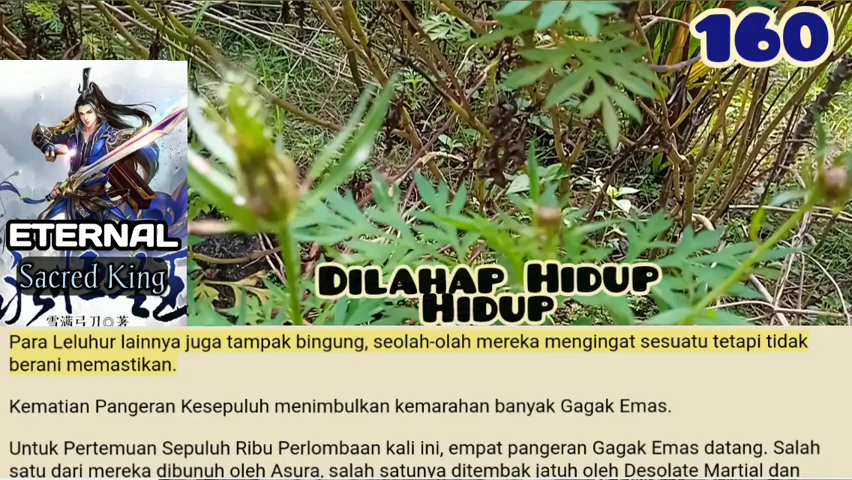 160
ETERNAL
Sacred King
雪满弓刀◎著
DILAHAP HIDUP
HIDUP
Para Leluhur lainnya juga tampak bingung, seolah-olah mereka mengingat sesuatu tetapi tidak
berani memastikan.
Kematian Pangeran Kesepuluh menimbulkan kemarahan banyak Gagak Emas.
Untuk Pertemuan Sepuluh Ribu Perlombaan kali ini, empat pangeran Gagak Emas datang. Salah
satu dari mereka dibunuh oleh Asura, salah satunya ditembak jatuh oleh Desolate Martial dan